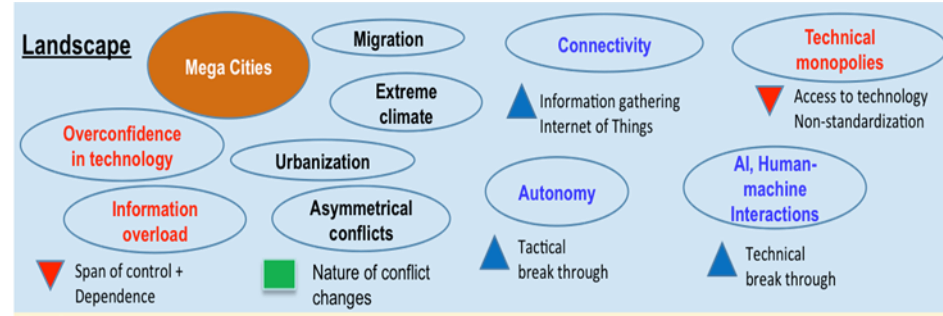 Landscape
Mega Cities
Migration
Extreme
climate
Overconfidence
in technology
Urbanization
Information
overload
Asymmetrical
conflicts
Span of control +
Dependence
Nature of conflict
changes
Connectivity
Information gathering
Internet of Things
Technical
monopolies
Access to technology
Non-standardization
Autonomy
Tactical
break through
AI, Human-
machine
Interactions
Technical
break through